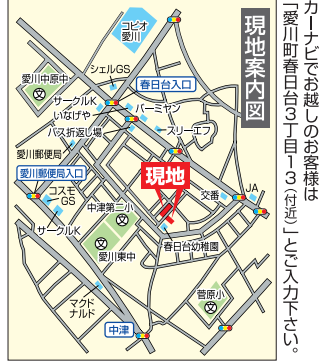 カーナビでお越しのお客様は
「愛川町春日台3丁目13(付近)」とご入力下さい。
現地案内図
コピオ
愛川
愛川中原中
シェルGS
春日台入口
サークルK
いなげや
バス折返し場
バーミヤン
スリーエフ
愛川郵便局
愛川郵便局入口
現地
コスモ
GS
中津第二小
交番
JA
サークルK
愛川東中
春日台幼稚園
マクド
ナルド
菅原小
中津